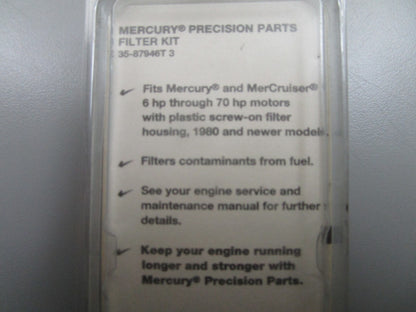 MERCURY® PRECISION PARTS
FILTER KIT
35-87946T 3
✓ Fits Mercury® and MerCruiser®
6 hp through 70 hp motors
with plastic screw-on filter
housing, 1980 and newer models.
✓ Filters contaminants from fuel.
✓ See your engine service and
maintenance manual for further
details.
✓ Keep your engine running
longer and stronger with
Mercury® Precision Parts.